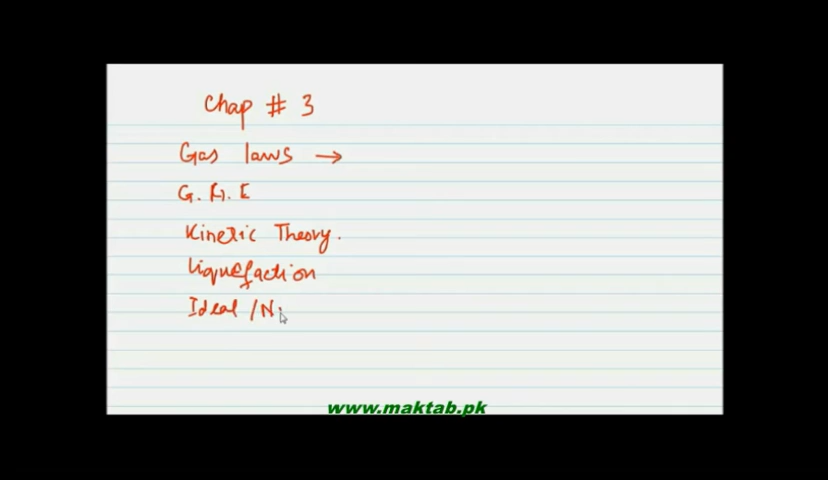 Chap # 3
Gas laws →
G. R. E
Kinetic Theory.
Liquefaction
Ideal / N
www.maktab.pk